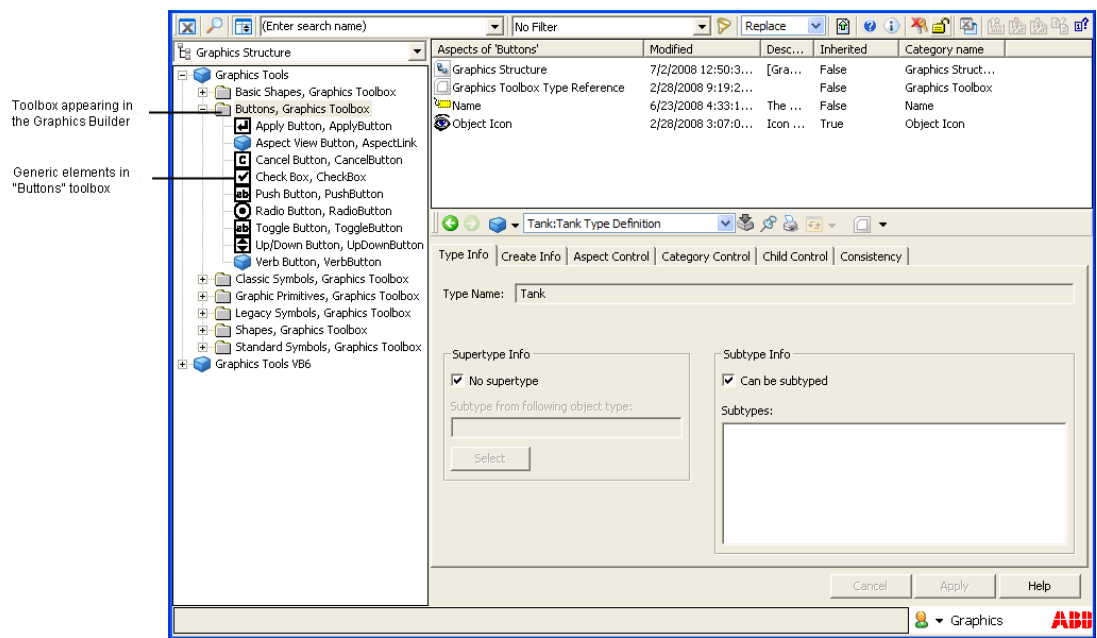 (Enter search name)
No Filter
Replace
Graphics Structure
Graphics Tools
Basic Shapes, Graphics Toolbox
Buttons, Graphics Toolbox
Apply Button, ApplyButton
Aspect View Button, AspectLink
Cancel Button, CancelButton
Check Box, CheckBox
Push Button, PushButton
Radio Button, RadioButton
Toggle Button, ToggleButton
Up/Down Button, UpDownButton
Verb Button, VerbButton
Classic Symbols, Graphics Toolbox
Graphic Primitives, Graphics Toolbox
Legacy Symbols, Graphics Toolbox
Shapes, Graphics Toolbox
Standard Symbols, Graphics Toolbox
Graphics Tools VB6
Toolbox appearing in
the Graphics Builder
Generic elements in
"Buttons" toolbox
Aspects of 'Buttons' Modified Desc... Inherited Category name
Graphics Structure 7/2/2008 12:50:3... [Gra... False Graphics Struct...
Graphics Toolbox Type Reference 2/28/2008 9:19:2... False Graphics Toolbox
Name 6/23/2008 4:33:1... The ... False Name
Object Icon 2/28/2008 3:07:0... Icon ... True Object Icon
Tank:Tank Type Definition
Type Info Create Info Aspect Control Category Control Child Control Consistency
Type Name: Tank
Supertype Info
No supertype
Subtype from following object type:
Select
Subtype Info
Can be subtyped
Subtypes:
Cancel Apply Help
Graphics
ABB